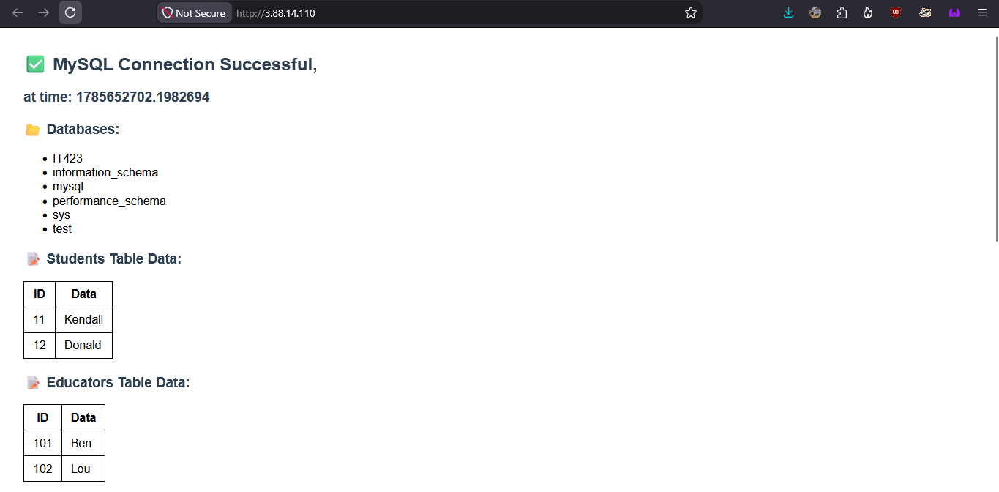 Not Secure http://3.88.14.110
✅ MySQL Connection Successful,
at time: 1785652702.1982694
📂 Databases:
IT423
information_schema
mysql
performance_schema
sys
test
📝 Students Table Data:
ID Data
11 Kendall
12 Donald
📝 Educators Table Data:
ID Data
101 Ben
102 Lou